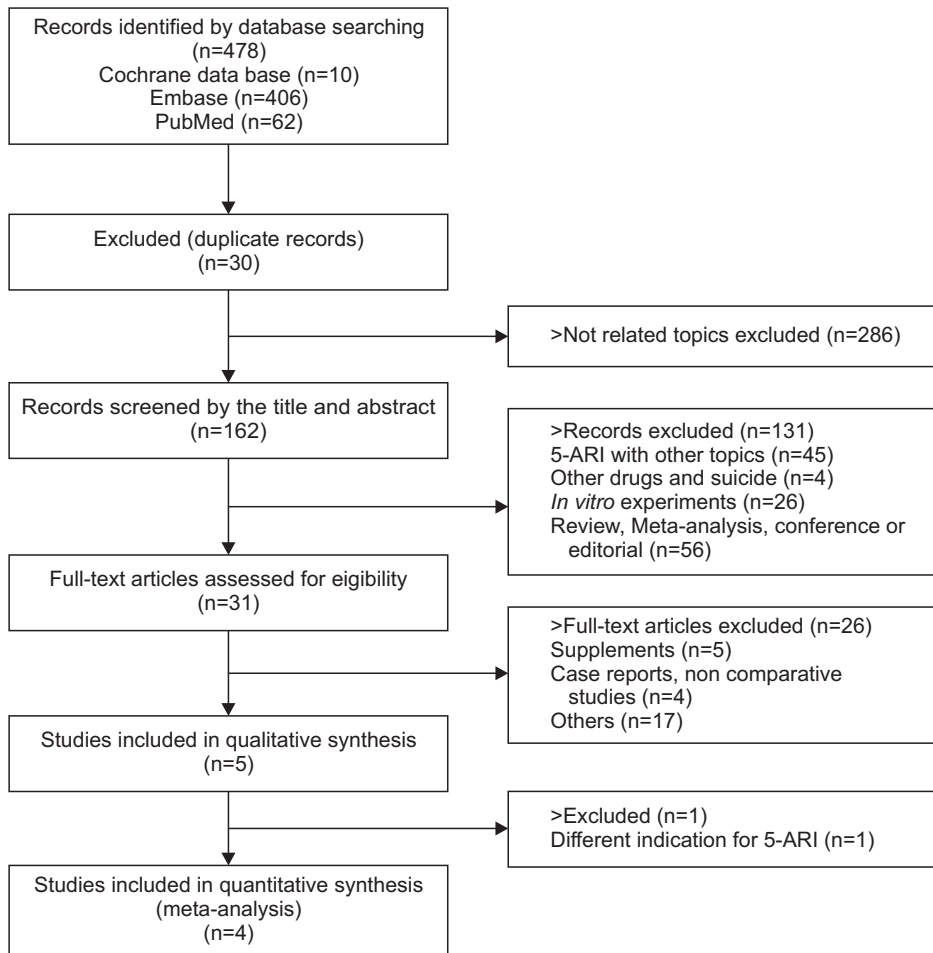 Records identified by database searching
(n=478)
Cochrane data base (n=10)
Embase (n=406)
PubMed (n=62)
Excluded (duplicate records)
(n=30)
>Not related topics excluded (n=286)
Records screened by the title and abstract
(n=162)
>Records excluded (n=131)
5-ARI with other topics (n=45)
Other drugs and suicide (n=4)
In vitro experiments (n=26)
Review, Meta-analysis, conference or
editorial (n=56)
Full-text articles assessed for eigibility
(n=31)
>Full-text articles excluded (n=26)
Supplements (n=5)
Case reports, non comparative
studies (n=4)
Others (n=17)
Studies included in qualitative synthesis
(n=5)
>Excluded (n=1)
Different indication for 5-ARI (n=1)
Studies included in quantitative synthesis
(meta-analysis)
(n=4)